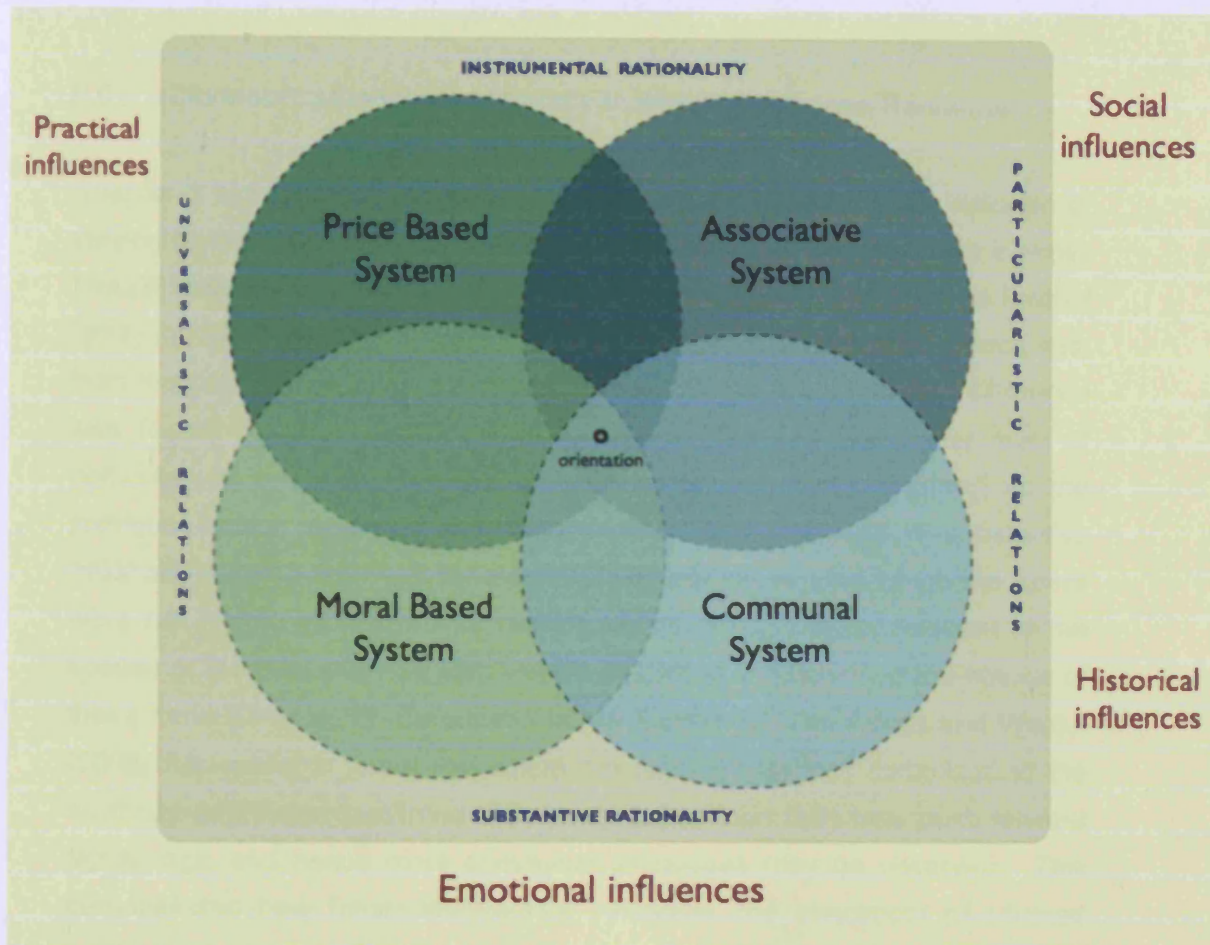 INSTRUMENTAL RATIONALITY
Practical
influences
Social
influences
UNIVERSALISTIC RELATIONS
PARTICULARISTIC RELATIONS
Price Based
System
Associative
System
orientation
Moral Based
System
Communal
System
Historical
influences
SUBSTANTIVE RATIONALITY
Emotional influences